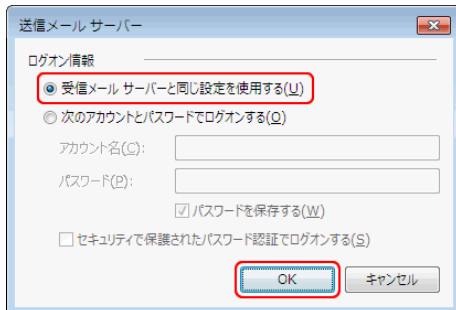 送信メール サーバー
ログオン情報
受信メール サーバーと同じ設定を使用する(U)
次のアカウントとパスワードでログオンする(O)
アカウント名(C):
パスワード(P):
パスワードを保存する(W)
セキュリティで保護されたパスワード認証でログオンする(S)
OK キャンセル